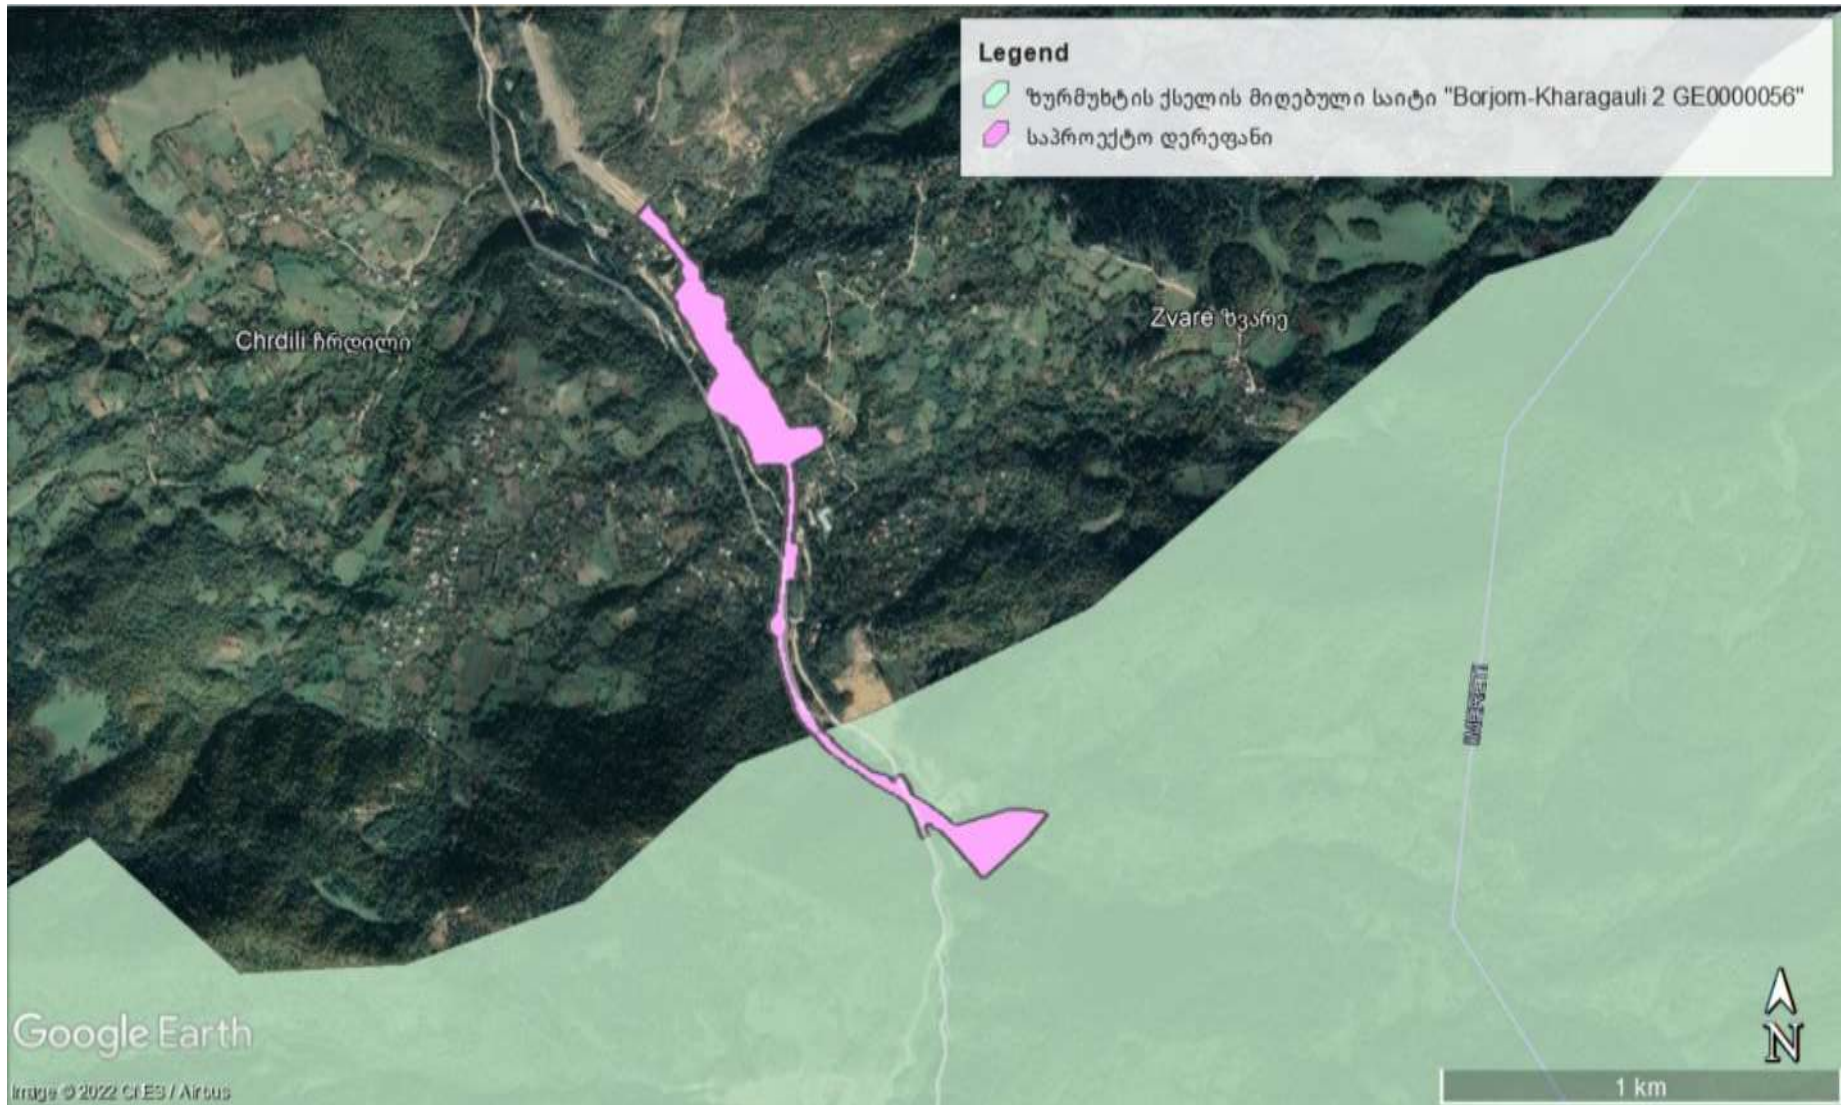 Legend
ზურმუხტის ქსელის მიღებული საიტი "Borjom-Kharagauli 2 GE0000056"
საპროექტო დერეფანი
Zvare ზვარე
Chrdili ჩრდილი
IMERETI
Google Earth
N
Image © 2022 CNES / Airbus
1 km